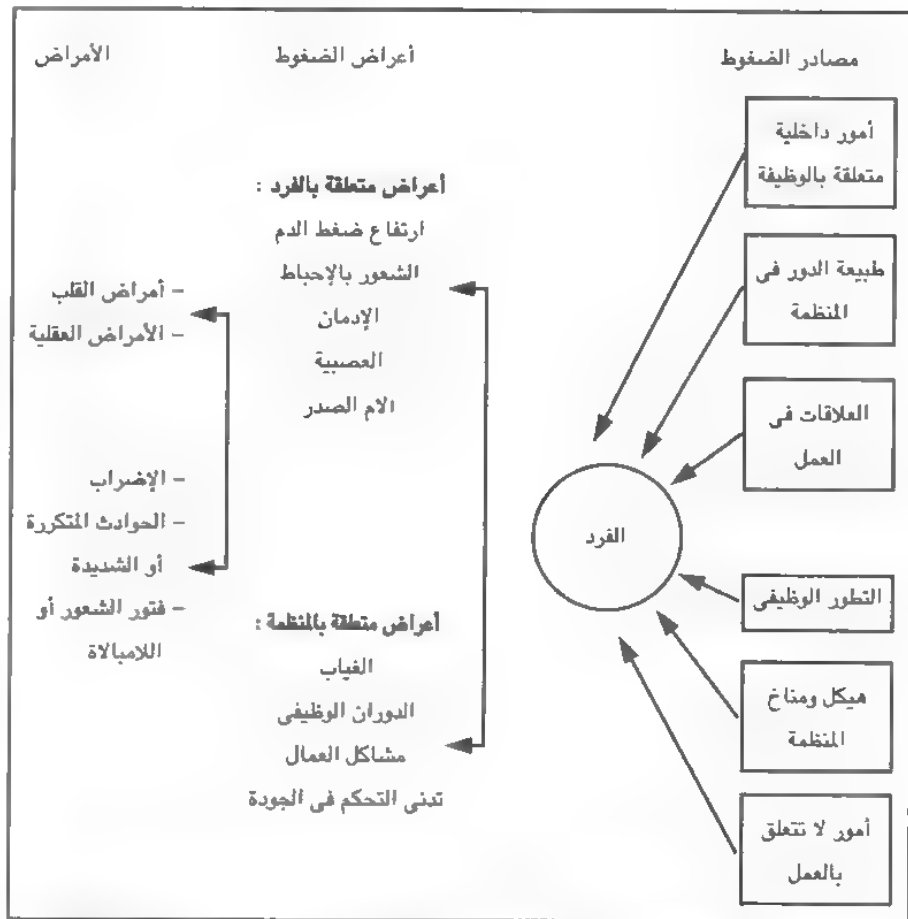 مصادر الضغوط
أعراض الضغوط
الأمراض
أمور داخلية
متعلقة بالوظيفة
طبيعة الدور فى
المنظمة
العلاقات فى
العمل
التطور الوظيفى
هيكل ومناخ
المنظمة
أمور لا تتعلق
بالعمل
الفرد
أعراض متعلقة بالفرد :
ارتفاع ضغط الدم
الشعور بالإحباط
الإدمان
العصبية
الام الصدر
أعراض متعلقة بالمنظمة :
الغياب
الدوران الوظيفى
مشاكل العمال
تدنى التحكم فى الجودة
– أمراض القلب
– الأمراض العقلية
– الإضراب
– الحوادث المتكررة
أو الشديدة
– فتور الشعور أو
اللامبالاة